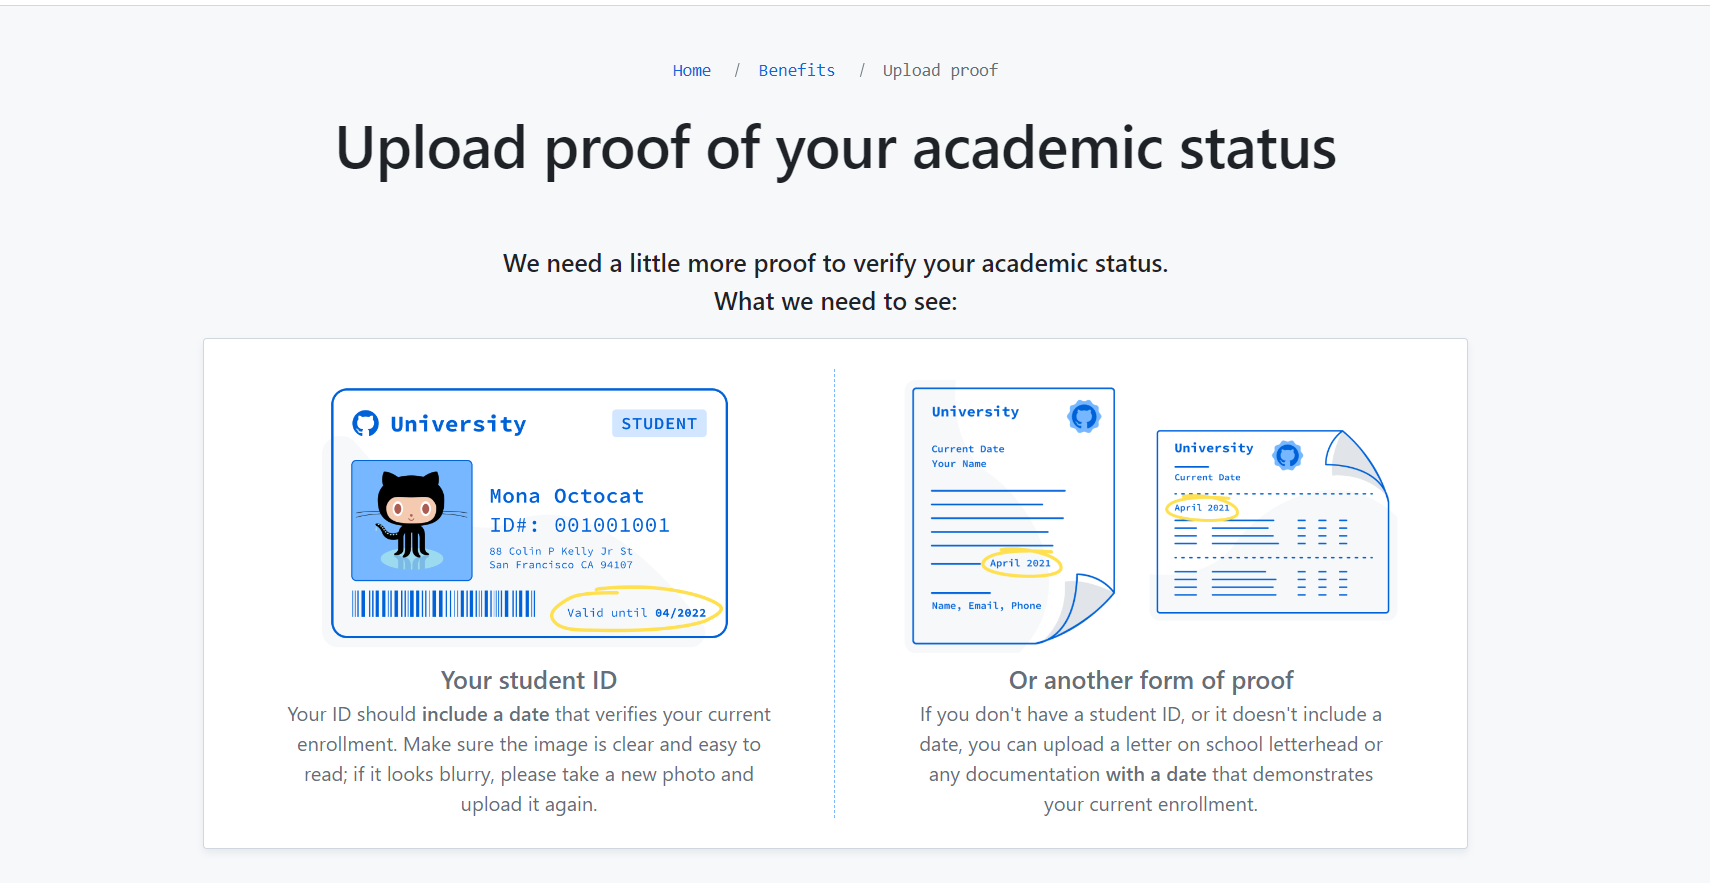 Home / Benefits / Upload proof
Upload proof of your academic status
We need a little more proof to verify your academic status.
What we need to see:
University
STUDENT
Mona Octocat
ID#: 001001001
88 Colin P Kelly Jr St
San Francisco CA 94107
Valid until 04/2022
Your student ID
Your ID should include a date that verifies your current
enrollment. Make sure the image is clear and easy to
read; if it looks blurry, please take a new photo and
upload it again.
University
Current Date
Your Name
April 2021
Name, Email, Phone
University
Current Date
April 2021
Or another form of proof
If you don't have a student ID, or it doesn't include a
date, you can upload a letter on school letterhead or
any documentation with a date that demonstrates
your current enrollment.